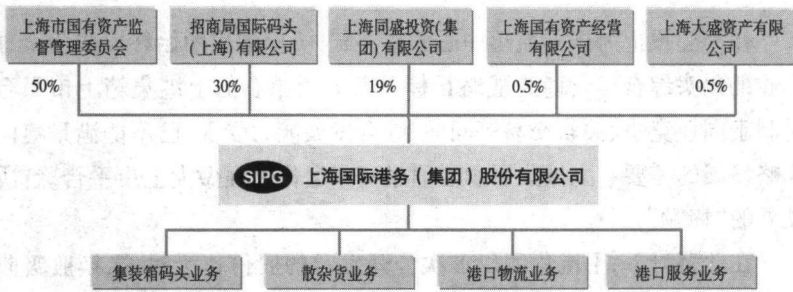 上海市国有资产监
督管理委员会
招商局国际码头
(上海)有限公司
上海同盛投资(集
团)有限公司
上海国有资产经营
有限公司
上海大盛资产有限
公司
50%
30%
19%
0.5%
0.5%
SIPG 上海国际港务(集团)股份有限公司
集装箱码头业务
散杂货业务
港口物流业务
港口服务业务